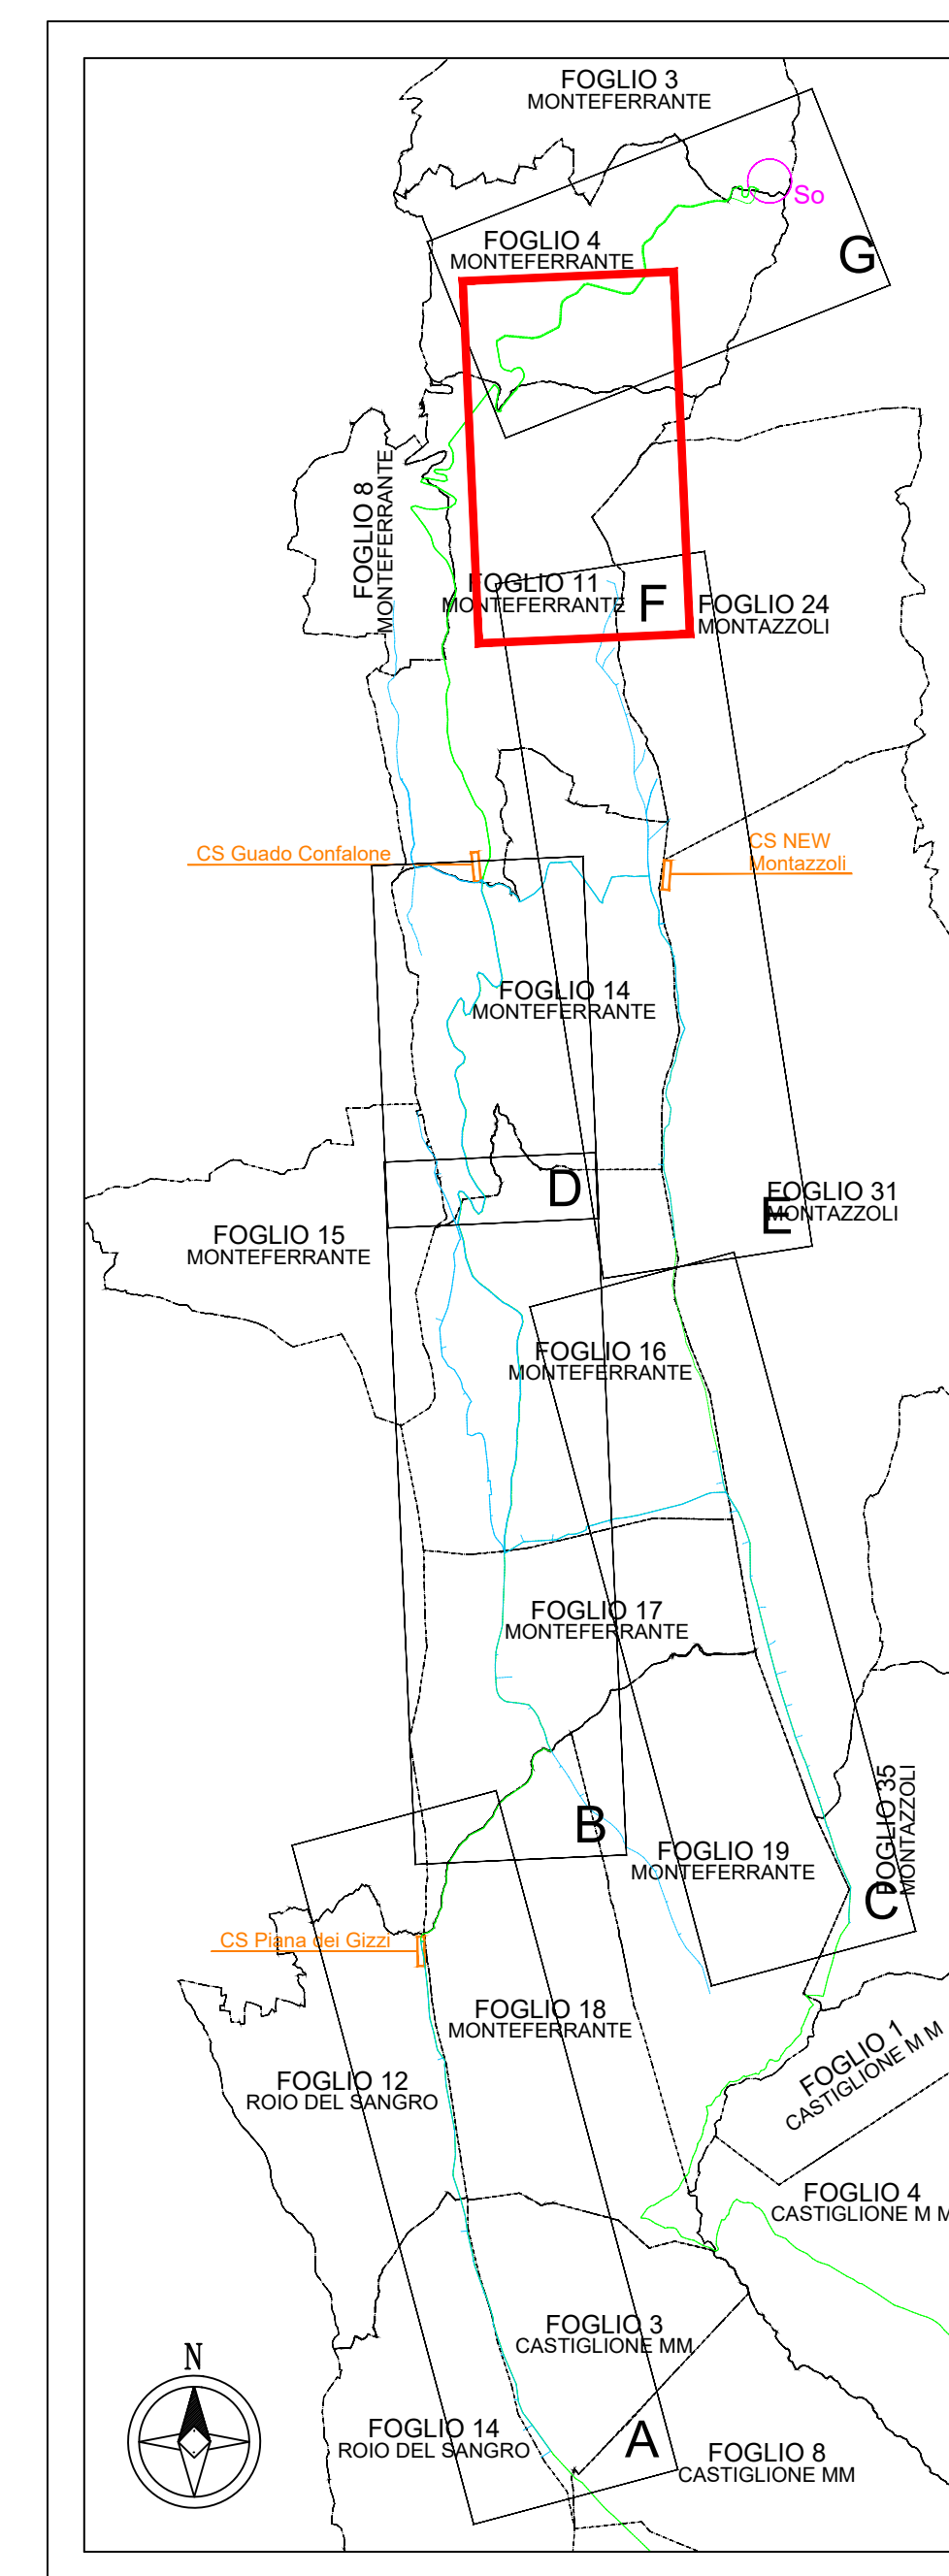 FOGLIO 3
MONTEFERRANTE
So
FOGLIO 4
MONTEFERRANTE
G
FOGLIO 8
MONTEFERRANTE
FOGLIO 11
MONTEFERRANTE
F
FOGLIO 24
MONTAZZOLI
CS Guado Confalone
CS NEW
Montazzoli
FOGLIO 14
MONTEFERRANTE
D
E
FOGLIO 31
MONTAZZOLI
FOGLIO 15
MONTEFERRANTE
FOGLIO 16
MONTEFERRANTE
FOGLIO 17
MONTEFERRANTE
B
FOGLIO 19
MONTEFERRANTE
FOGLIO 35
MONTAZZOLI
C
CS Piana dei Gizzi
FOGLIO 18
MONTEFERRANTE
FOGLIO 12
ROIO DEL SANGRO
FOGLIO 1
CASTIGLIONE M M
FOGLIO 4
CASTIGLIONE M M
FOGLIO 3
CASTIGLIONE MM
N
FOGLIO 14
ROIO DEL SANGRO
A
FOGLIO 8
CASTIGLIONE MM